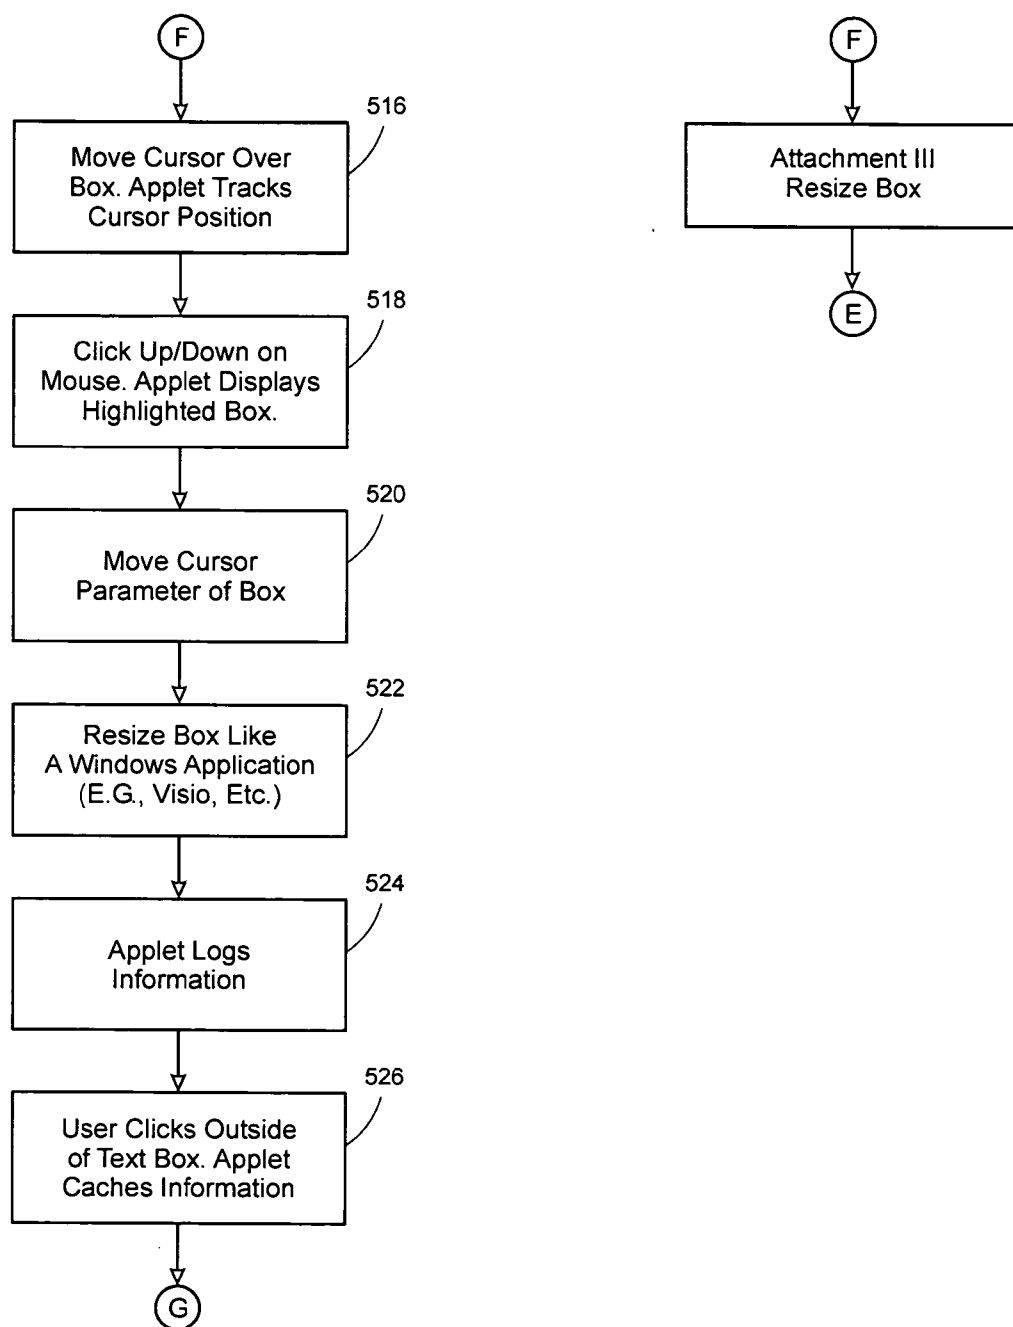 F
516
Move Cursor Over
Box. Applet Tracks
Cursor Position
518
Click Up/Down on
Mouse. Applet Displays
Highlighted Box.
520
Move Cursor
Parameter of Box
522
Resize Box Like
A Windows Application
(E.G., Visio, Etc.)
524
Applet Logs
Information
526
User Clicks Outside
of Text Box. Applet
Caches Information
G
F
Attachment III
Resize Box
E